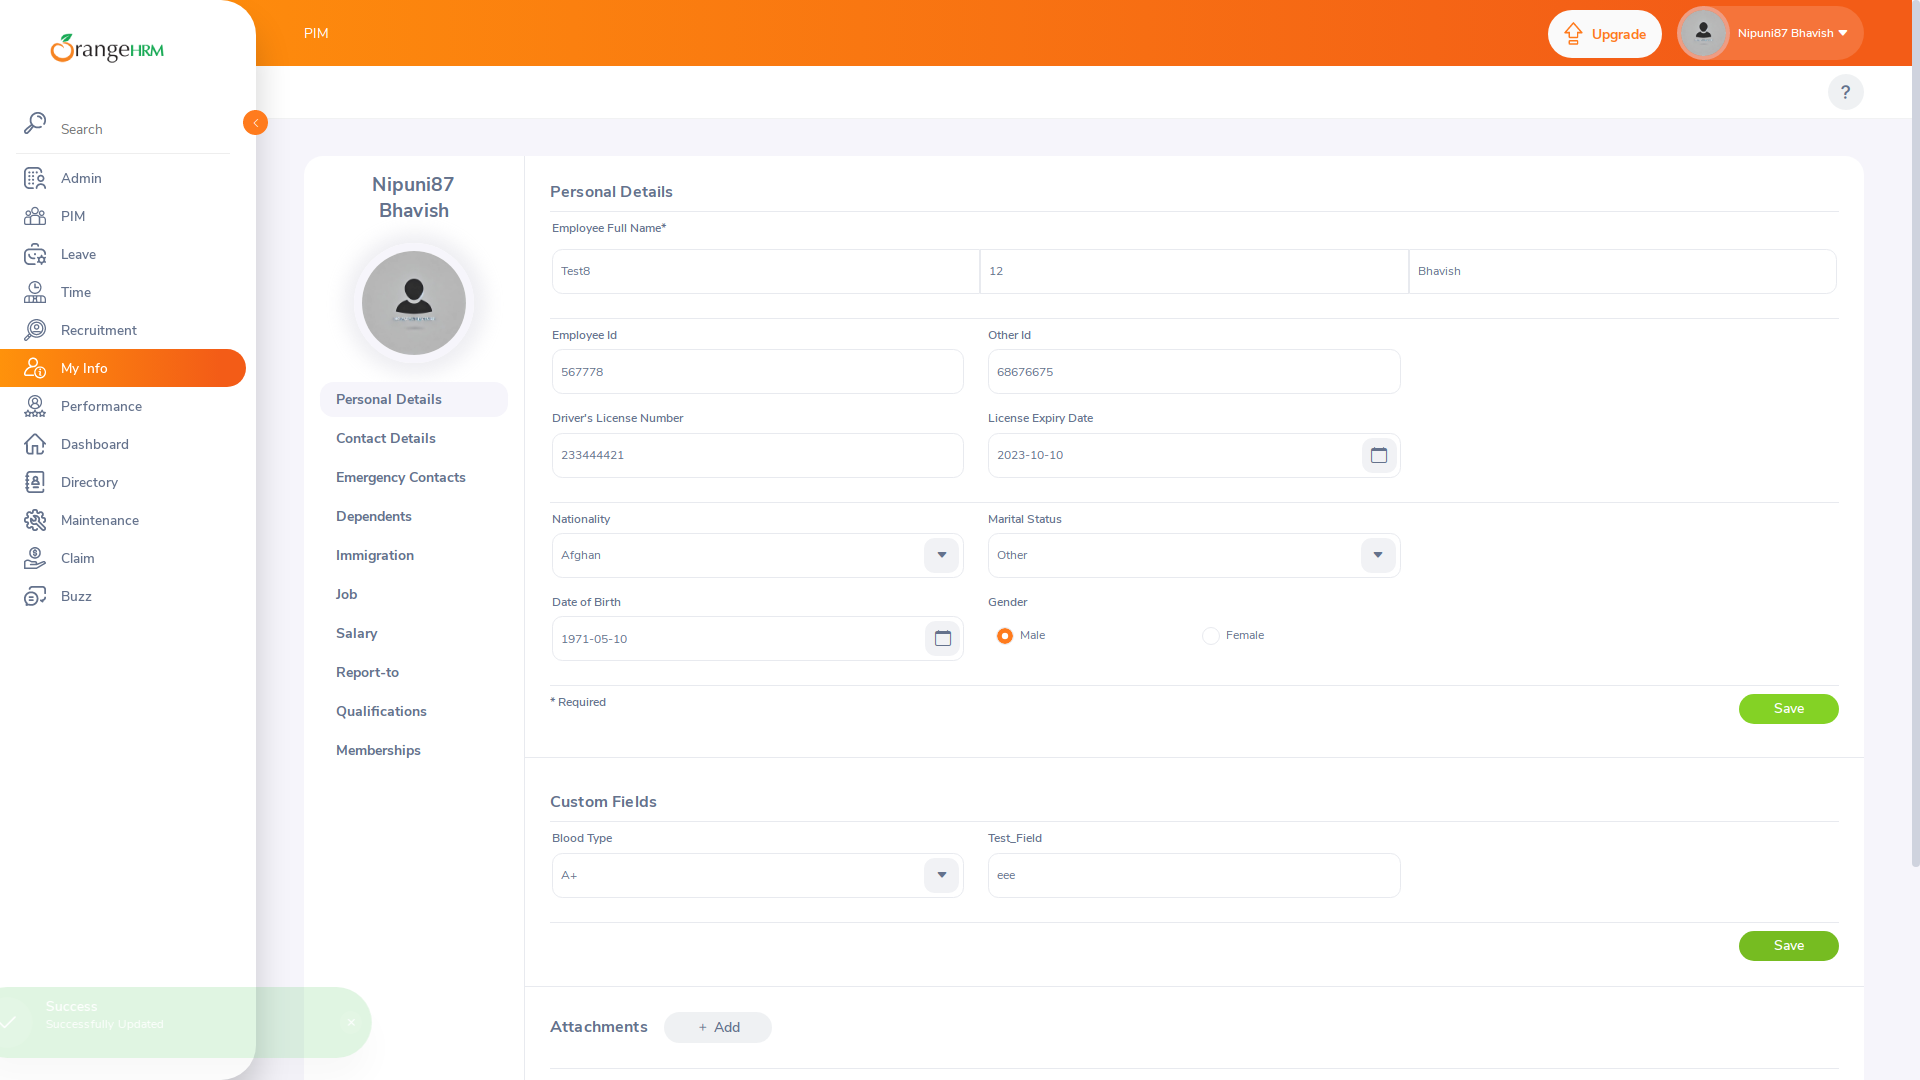 OrangeHRM
PIM
Upgrade
Nipuni87 Bhavish
?
Search
Admin
PIM
Leave
Time
Recruitment
My Info
Performance
Dashboard
Directory
Maintenance
Claim
Buzz
Nipuni87
Bhavish
Personal Details
Contact Details
Emergency Contacts
Dependents
Immigration
Job
Salary
Report-to
Qualifications
Memberships
Personal Details
Employee Full Name*
Test8 12 Bhavish
Employee Id Other Id
567778 68676675
Driver's License Number License Expiry Date
233444421 2023-10-10
Nationality Marital Status
Afghan Other
Date of Birth Gender
1971-05-10 Male Female
* Required
Save
Custom Fields
Blood Type Test_Field
A+ eee
Save
Attachments + Add
Success
Successfully Updated
×